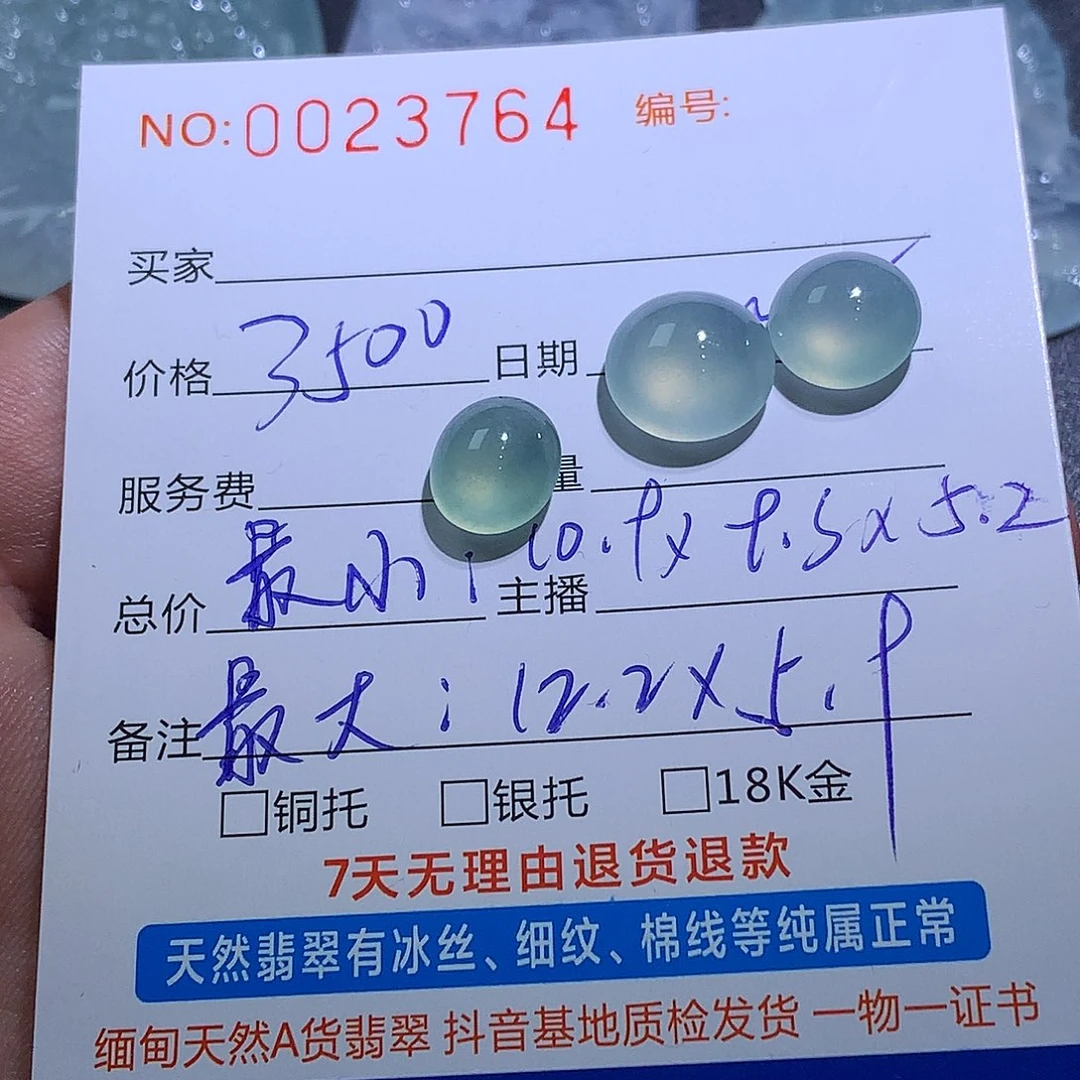 NO:0023764 编号:
买家
价格 3500 日期
服务费 量
最小: 10.9x 9.5x5.2
总价 主播
备注 最大: 12.2x5.9
□铜托 □银托 □18K金
7天无理由退货退款
天然翡翠有冰丝、细纹、棉线等纯属正常
缅甸天然A货翡翠 抖音基地质检发货 一物一证书